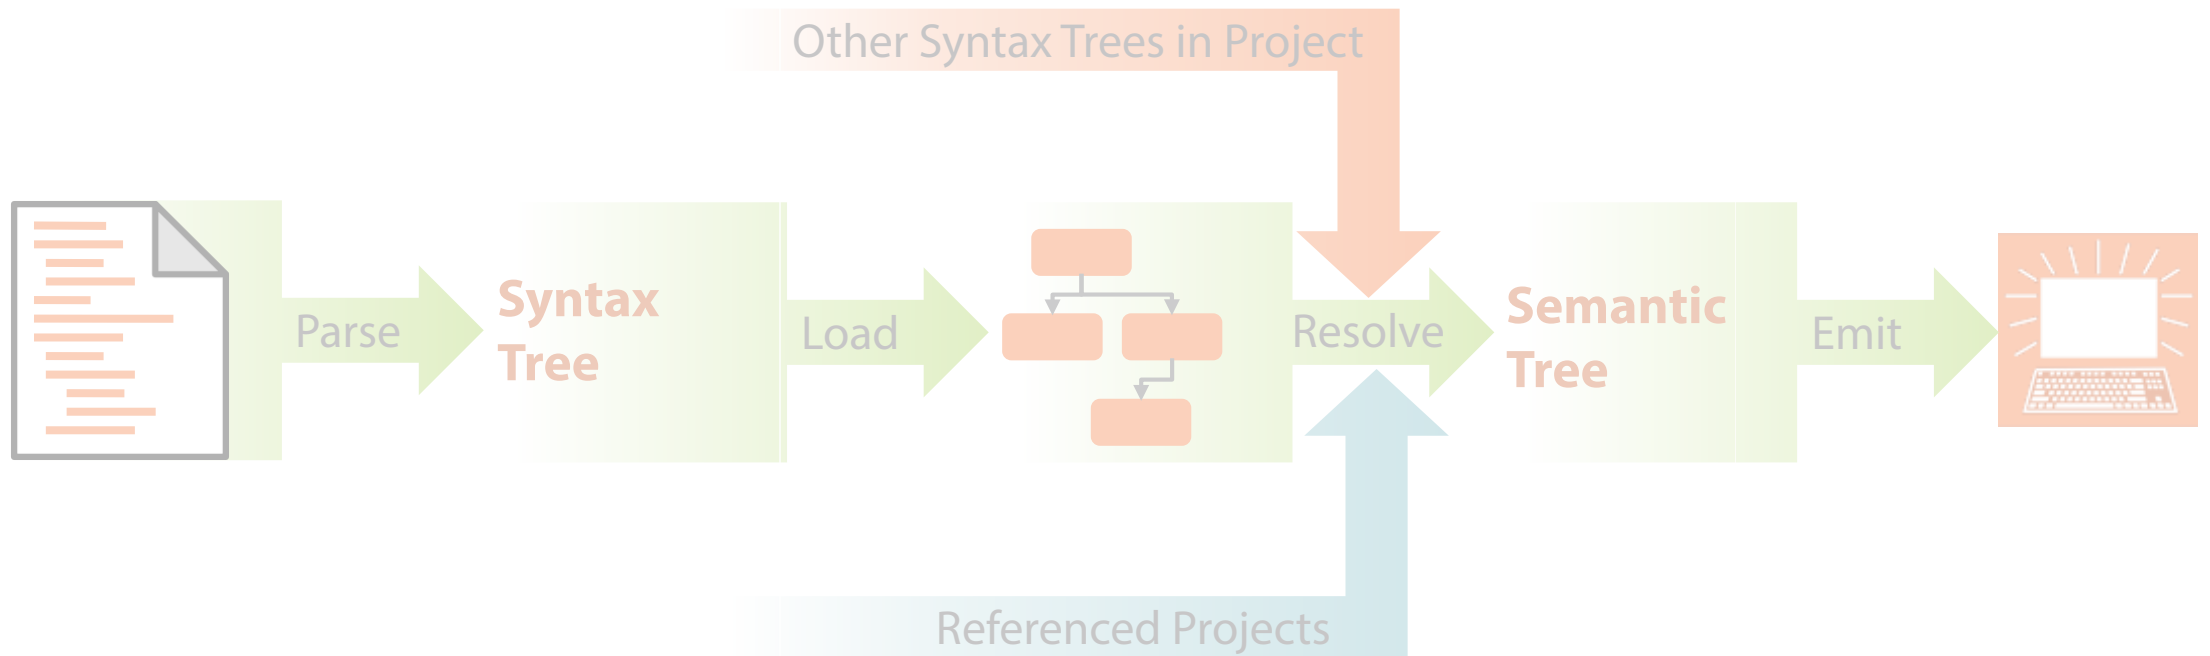 Other Syntax Trees in Project
Parse
Syntax
Tree
Load
Resolve
Semantic
Tree
Emit
Referenced Projects